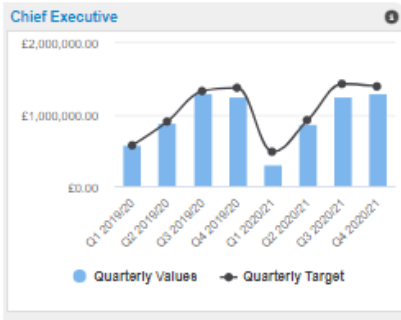 Chief Executive
£2,000,000.00
£1,000,000.00
£0.00
Q1 2019/20
Q2 2019/20
Q3 2019/20
Q4 2019/20
Q1 2020/21
Q2 2020/21
Q3 2020/21
Q4 2020/21
Quarterly Values Quarterly Target